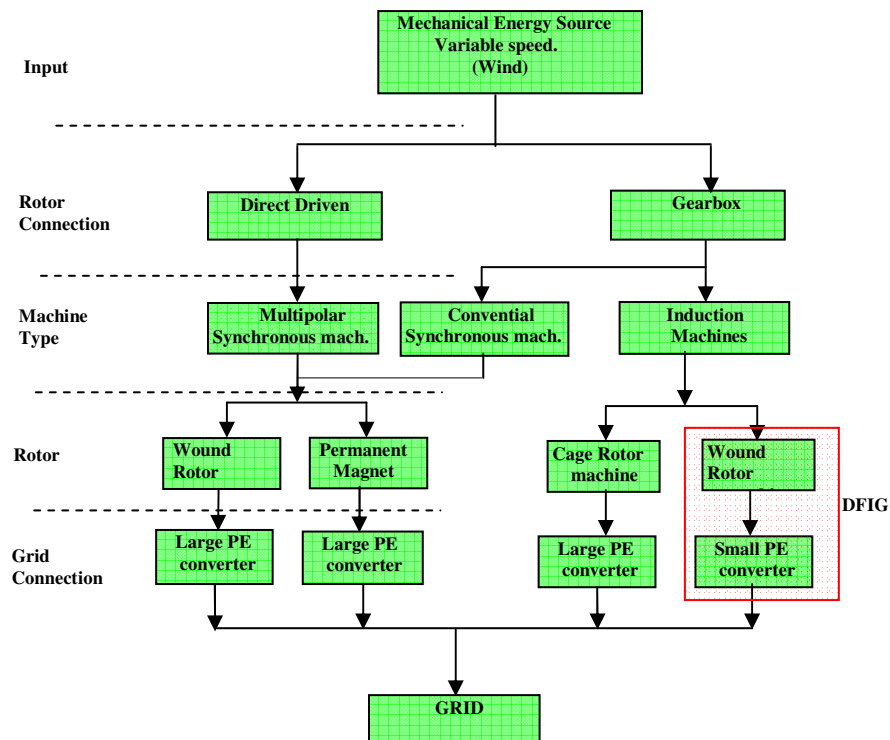 Mechanical Energy Source
Variable speed.
(Wind)
Input
Rotor
Connection
Direct Driven
Gearbox
Machine
Type
Multipolar
Synchronous mach.
Convential
Synchronous mach.
Induction
Machines
Rotor
Wound
Rotor
Permanent
Magnet
Cage Rotor
machine
Wound
Rotor
DFIG
Grid
Connection
Large PE
converter
Large PE
converter
Large PE
converter
Small PE
converter
GRID